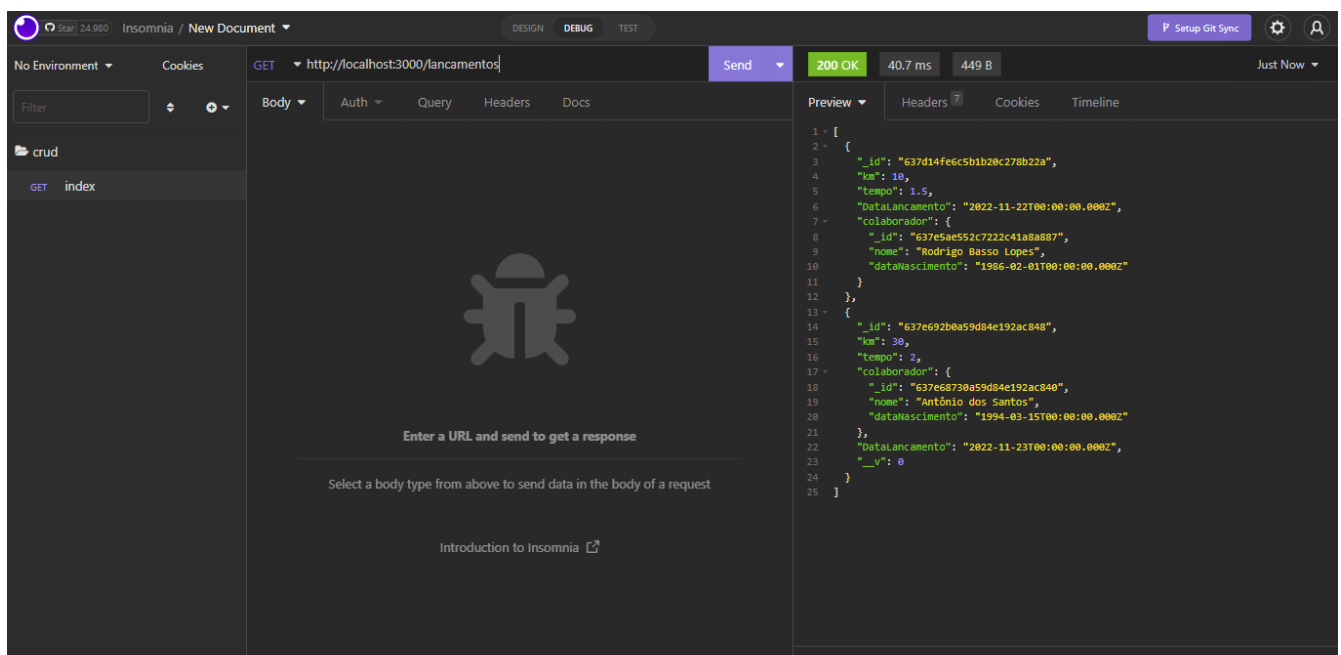 Star 24.980 Insomnia / New Document DESIGN DEBUG TEST Setup Git Sync
No Environment Cookies
Filter
crud
GET index
GET http://localhost:3000/lancamentos Send
Body Auth Query Headers Docs
Enter a URL and send to get a response
Select a body type from above to send data in the body of a request
Introduction to Insomnia
200 OK 40.7 ms 449 B Just Now
Preview Headers 7 Cookies Timeline
1 [
2 {
3 "_id": "637d14fe6c5b1b20c278b22a",
4 "km": 10,
5 "tempo": 1.5,
6 "DataLancamento": "2022-11-22T00:00:00.000Z",
7 "colaborador": {
8 "_id": "637e5ae552c7222c41a8a887",
9 "nome": "Rodrigo Basso Lopes",
10 "dataNascimento": "1986-02-01T00:00:00.000Z"
11 }
12 },
13 {
14 "_id": "637e692b0a59d84e192ac848",
15 "km": 30,
16 "tempo": 2,
17 "colaborador": {
18 "_id": "637e68730a59d84e192ac840",
19 "nome": "Antônio dos Santos",
20 "dataNascimento": "1994-03-15T00:00:00.000Z"
21 },
22 "DataLancamento": "2022-11-23T00:00:00.000Z",
23 "__v": 0
24 }
25 ]